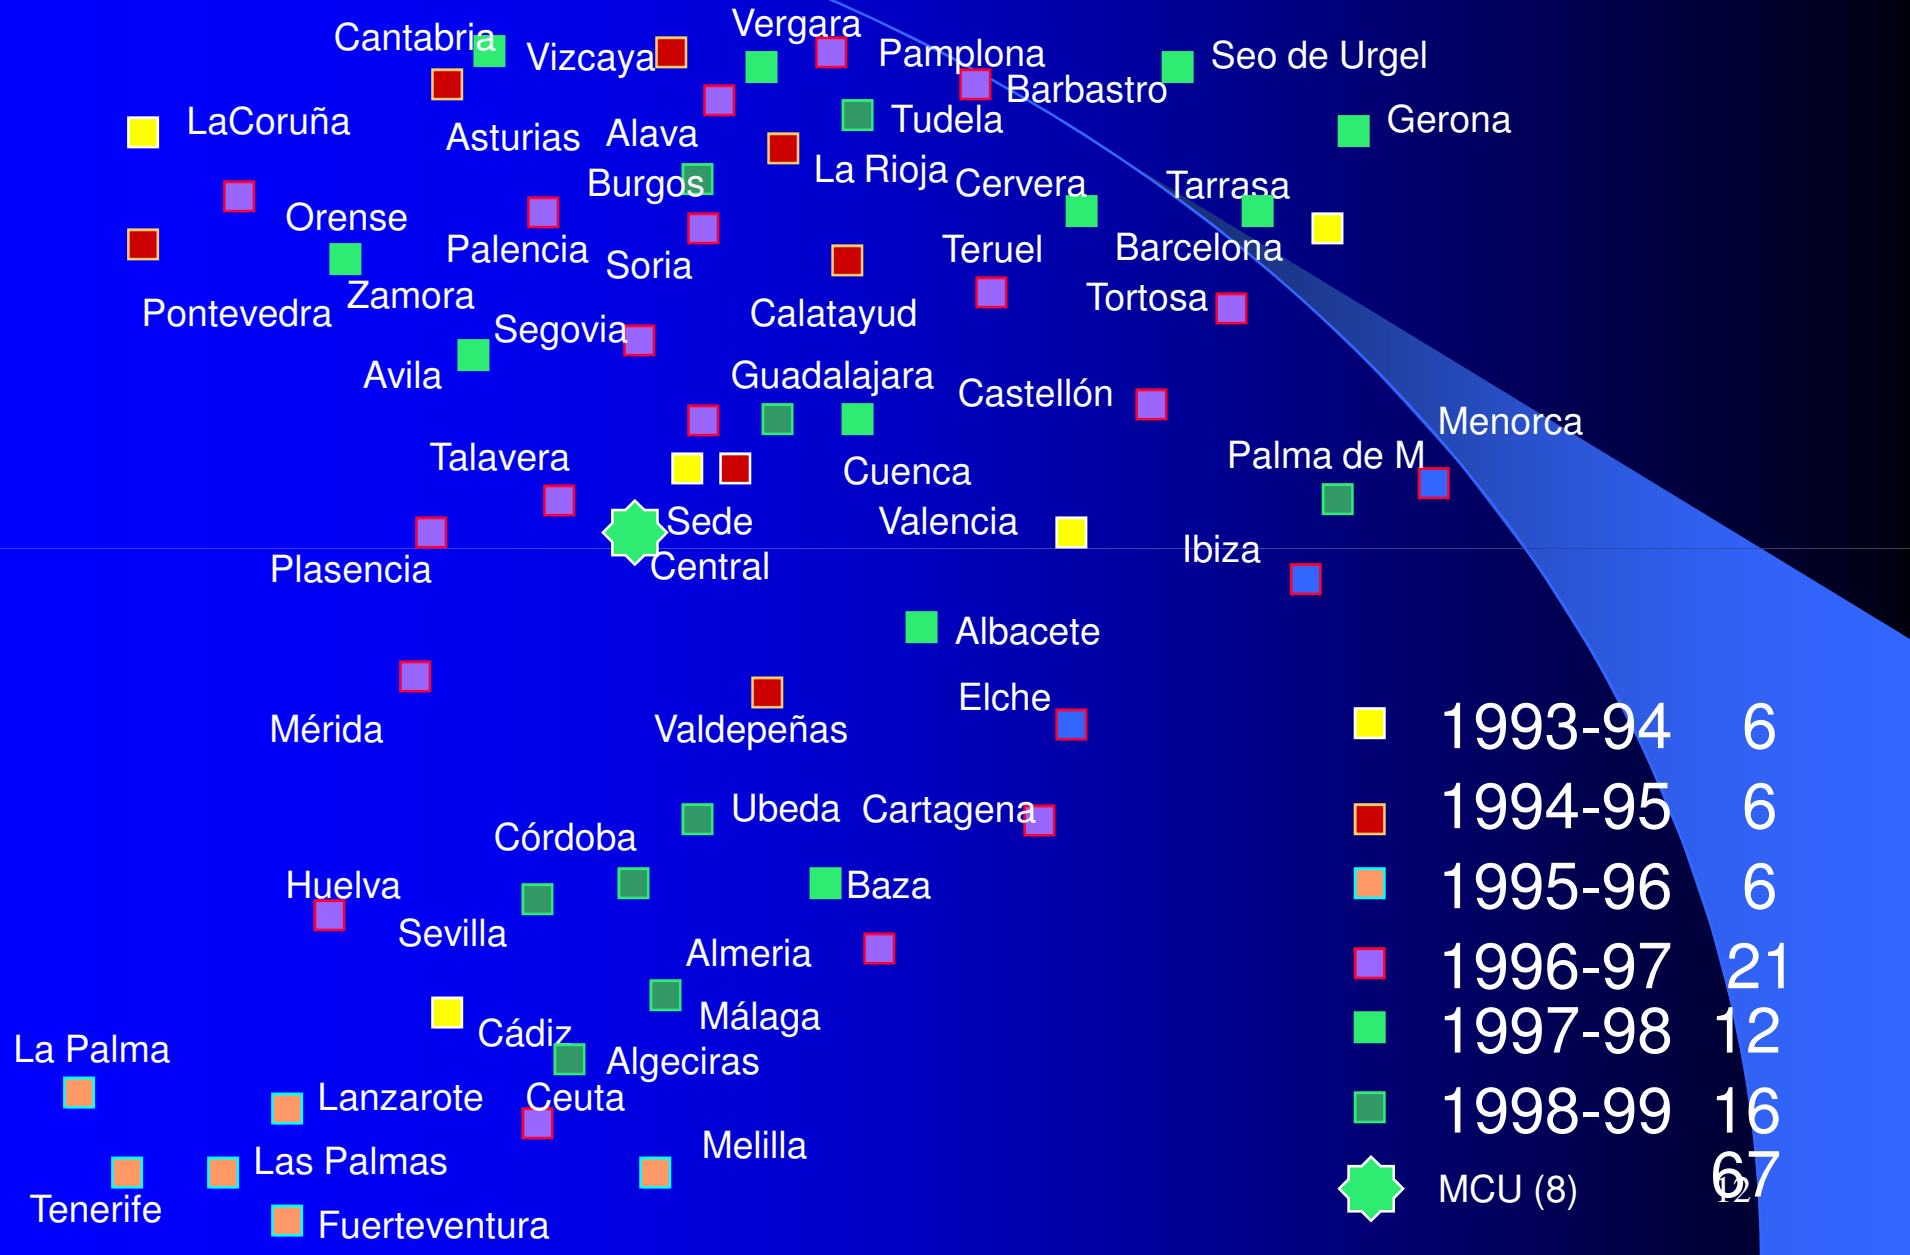 Vergara
Cantabria
Vizcaya
Pamplona
Seo de Urgel
Barbastro
LaCoruña
Asturias
Alava
Tudela
Gerona
La Rioja
Burgos
Cervera
Tarrasa
Orense
Palencia
Soria
Teruel
Barcelona
Zamora
Tortosa
Pontevedra
Calatayud
Segovia
Avila
Guadalajara
Castellón
Menorca
Talavera
Cuenca
Palma de M
Sede
Central
Valencia
Ibiza
Plasencia
Albacete
Elche
Mérida
Valdepeñas
1993-94 6
Ubeda
Cartagena
1994-95 6
Córdoba
Huelva
Baza
1995-96 6
Sevilla
Almeria
1996-97 21
Málaga
Cádiz
1997-98 12
La Palma
Algeciras
Lanzarote
Ceuta
1998-99 16
Melilla
Las Palmas
67
MCU (8)
12
Tenerife
Fuerteventura